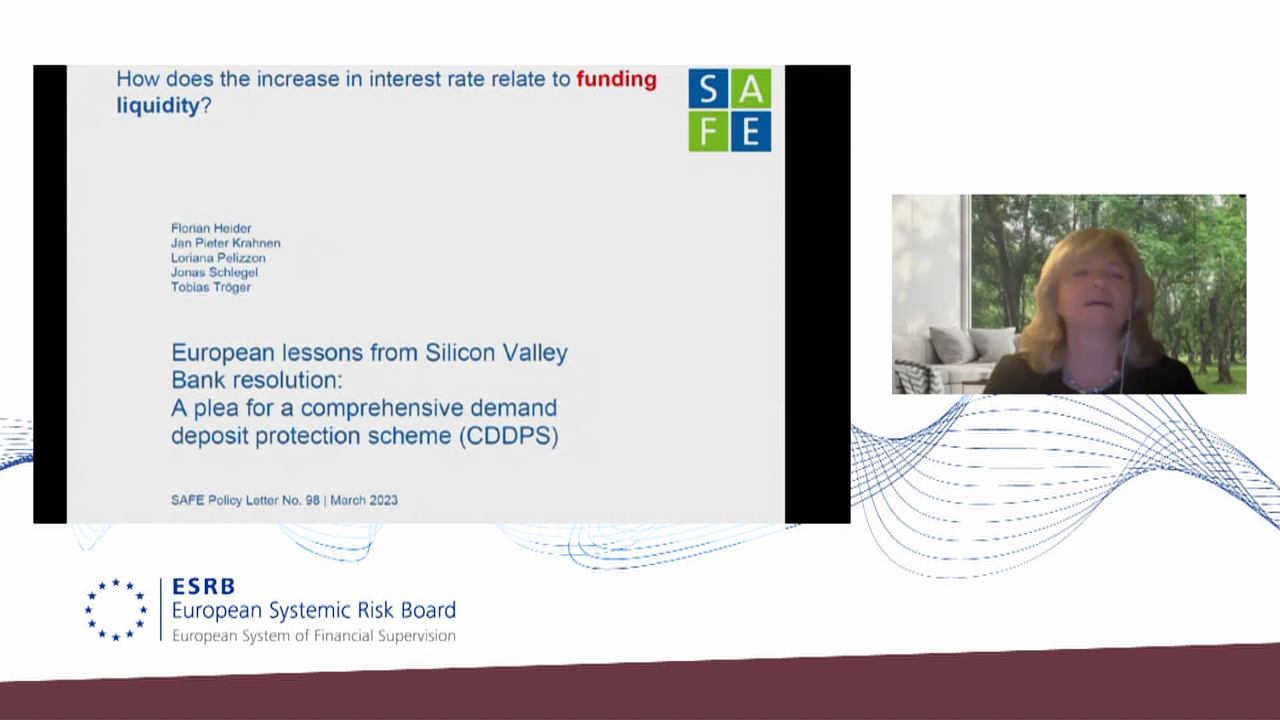 How does the increase in interest rate relate to funding
liquidity?
S A
F E
Florian Heider
Jan Pieter Krahnen
Loriana Pelizzon
Jonas Schlegel
Tobias Tröger
European lessons from Silicon Valley
Bank resolution:
A plea for a comprehensive demand
deposit protection scheme (CDDPS)
SAFE Policy Letter No. 98 | March 2023
ESRB
European Systemic Risk Board
European System of Financial Supervision